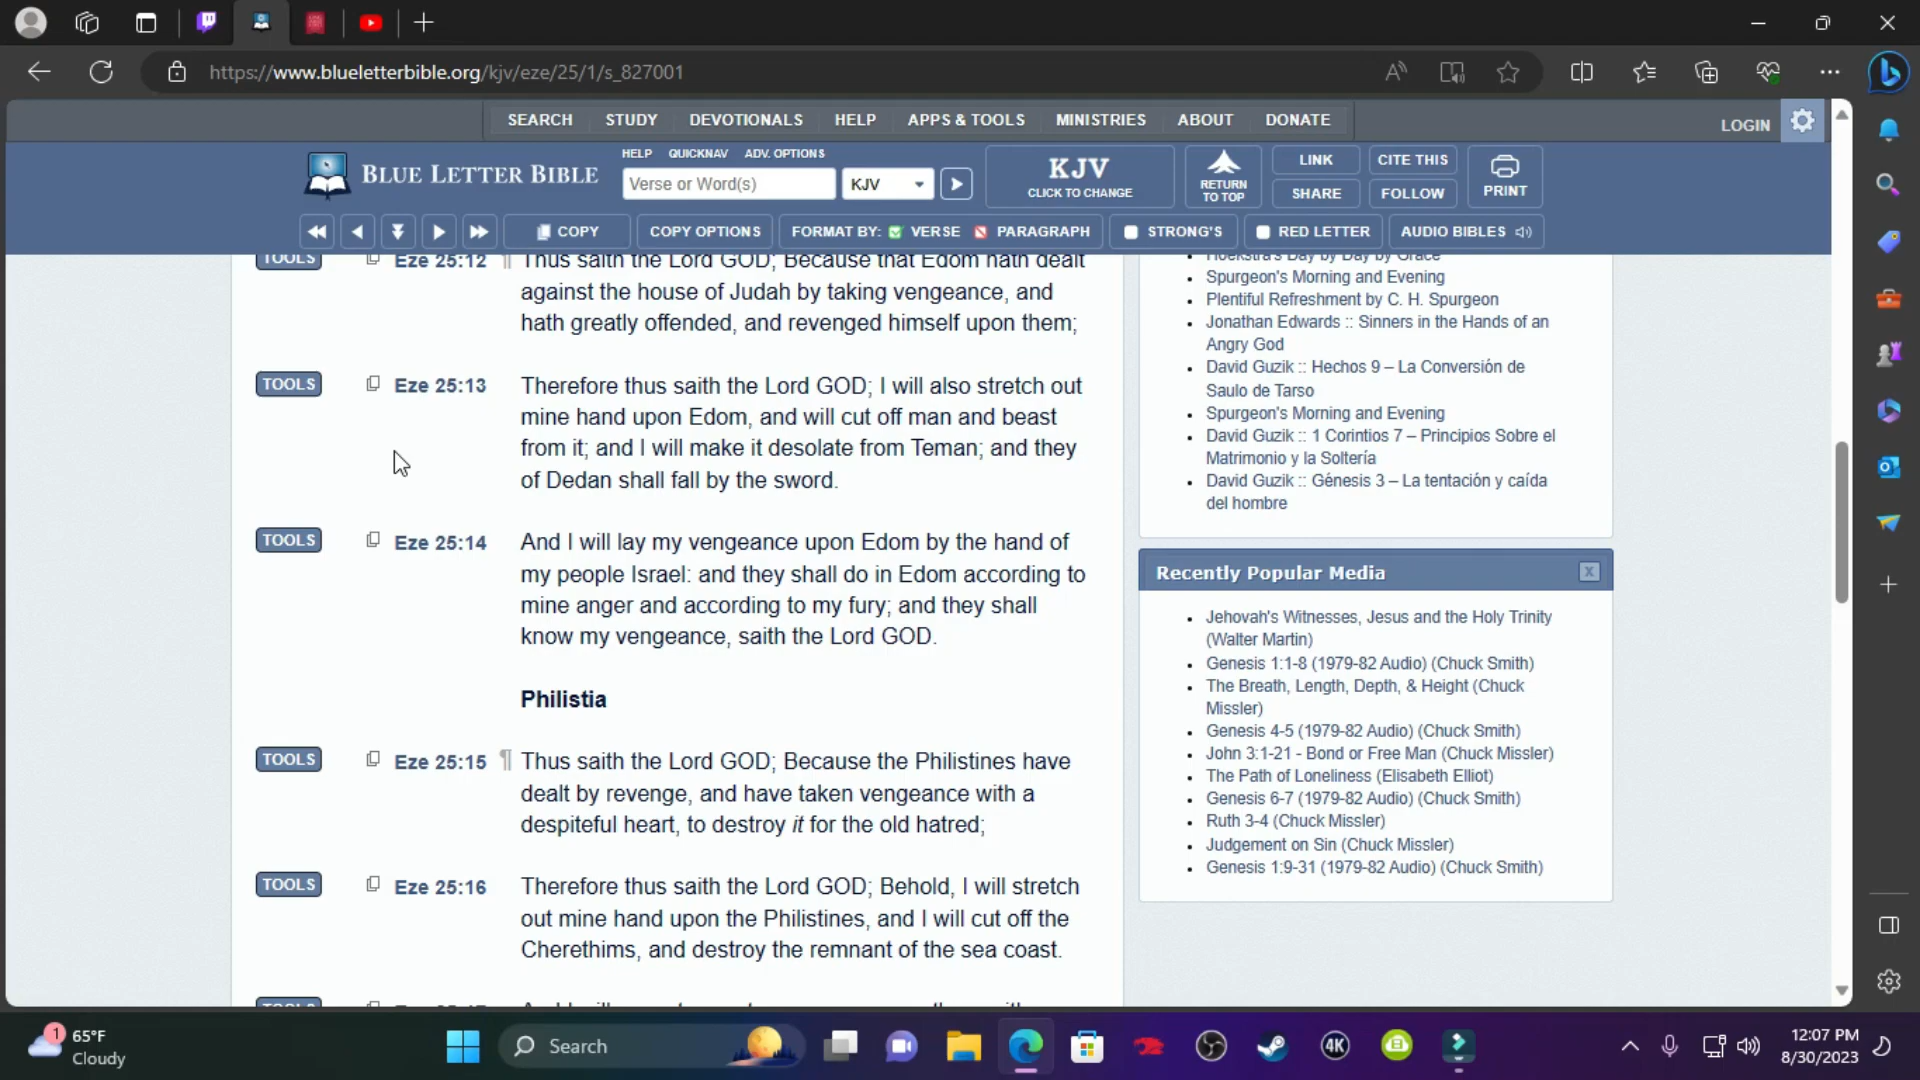 https://www.blueletterbible.org/kjv/eze/25/1/s_827001
SEARCH STUDY DEVOTIONALS HELP APPS & TOOLS MINISTRIES ABOUT DONATE
LOGIN
BLUE LETTER BIBLE
HELP QUICKNAV ADV. OPTIONS
Verse or Word(s) KJV
KJV
CLICK TO CHANGE
RETURN
TO TOP
LINK CITE THIS
SHARE FOLLOW
PRINT
COPY COPY OPTIONS FORMAT BY: VERSE PARAGRAPH STRONG'S RED LETTER AUDIO BIBLES
TOOLS Eze 25:12 ¶ Thus saith the Lord GOD; Because that Edom hath dealt
against the house of Judah by taking vengeance, and
hath greatly offended, and revenged himself upon them;
TOOLS Eze 25:13 Therefore thus saith the Lord GOD; I will also stretch out
mine hand upon Edom, and will cut off man and beast
from it; and I will make it desolate from Teman; and they
of Dedan shall fall by the sword.
TOOLS Eze 25:14 And I will lay my vengeance upon Edom by the hand of
my people Israel: and they shall do in Edom according to
mine anger and according to my fury; and they shall
know my vengeance, saith the Lord GOD.
Philistia
TOOLS Eze 25:15 ¶ Thus saith the Lord GOD; Because the Philistines have
dealt by revenge, and have taken vengeance with a
despiteful heart, to destroy it for the old hatred;
TOOLS Eze 25:16 Therefore thus saith the Lord GOD; Behold, I will stretch
out mine hand upon the Philistines, and I will cut off the
Cherethims, and destroy the remnant of the sea coast.
Hoekstra's Day by Day by Grace
Spurgeon's Morning and Evening
Plentiful Refreshment by C. H. Spurgeon
Jonathan Edwards :: Sinners in the Hands of an
Angry God
David Guzik :: Hechos 9 – La Conversión de
Saulo de Tarso
Spurgeon's Morning and Evening
David Guzik :: 1 Corintios 7 – Principios Sobre el
Matrimonio y la Soltería
David Guzik :: Génesis 3 – La tentación y caída
del hombre
Recently Popular Media X
Jehovah's Witnesses, Jesus and the Holy Trinity
(Walter Martin)
Genesis 1:1-8 (1979-82 Audio) (Chuck Smith)
The Breath, Length, Depth, & Height (Chuck
Missler)
Genesis 4-5 (1979-82 Audio) (Chuck Smith)
John 3:1-21 - Bond or Free Man (Chuck Missler)
The Path of Loneliness (Elisabeth Elliot)
Genesis 6-7 (1979-82 Audio) (Chuck Smith)
Ruth 3-4 (Chuck Missler)
Judgement on Sin (Chuck Missler)
Genesis 1:9-31 (1979-82 Audio) (Chuck Smith)
1
65°F
Cloudy
Search
4K
12:07 PM
8/30/2023